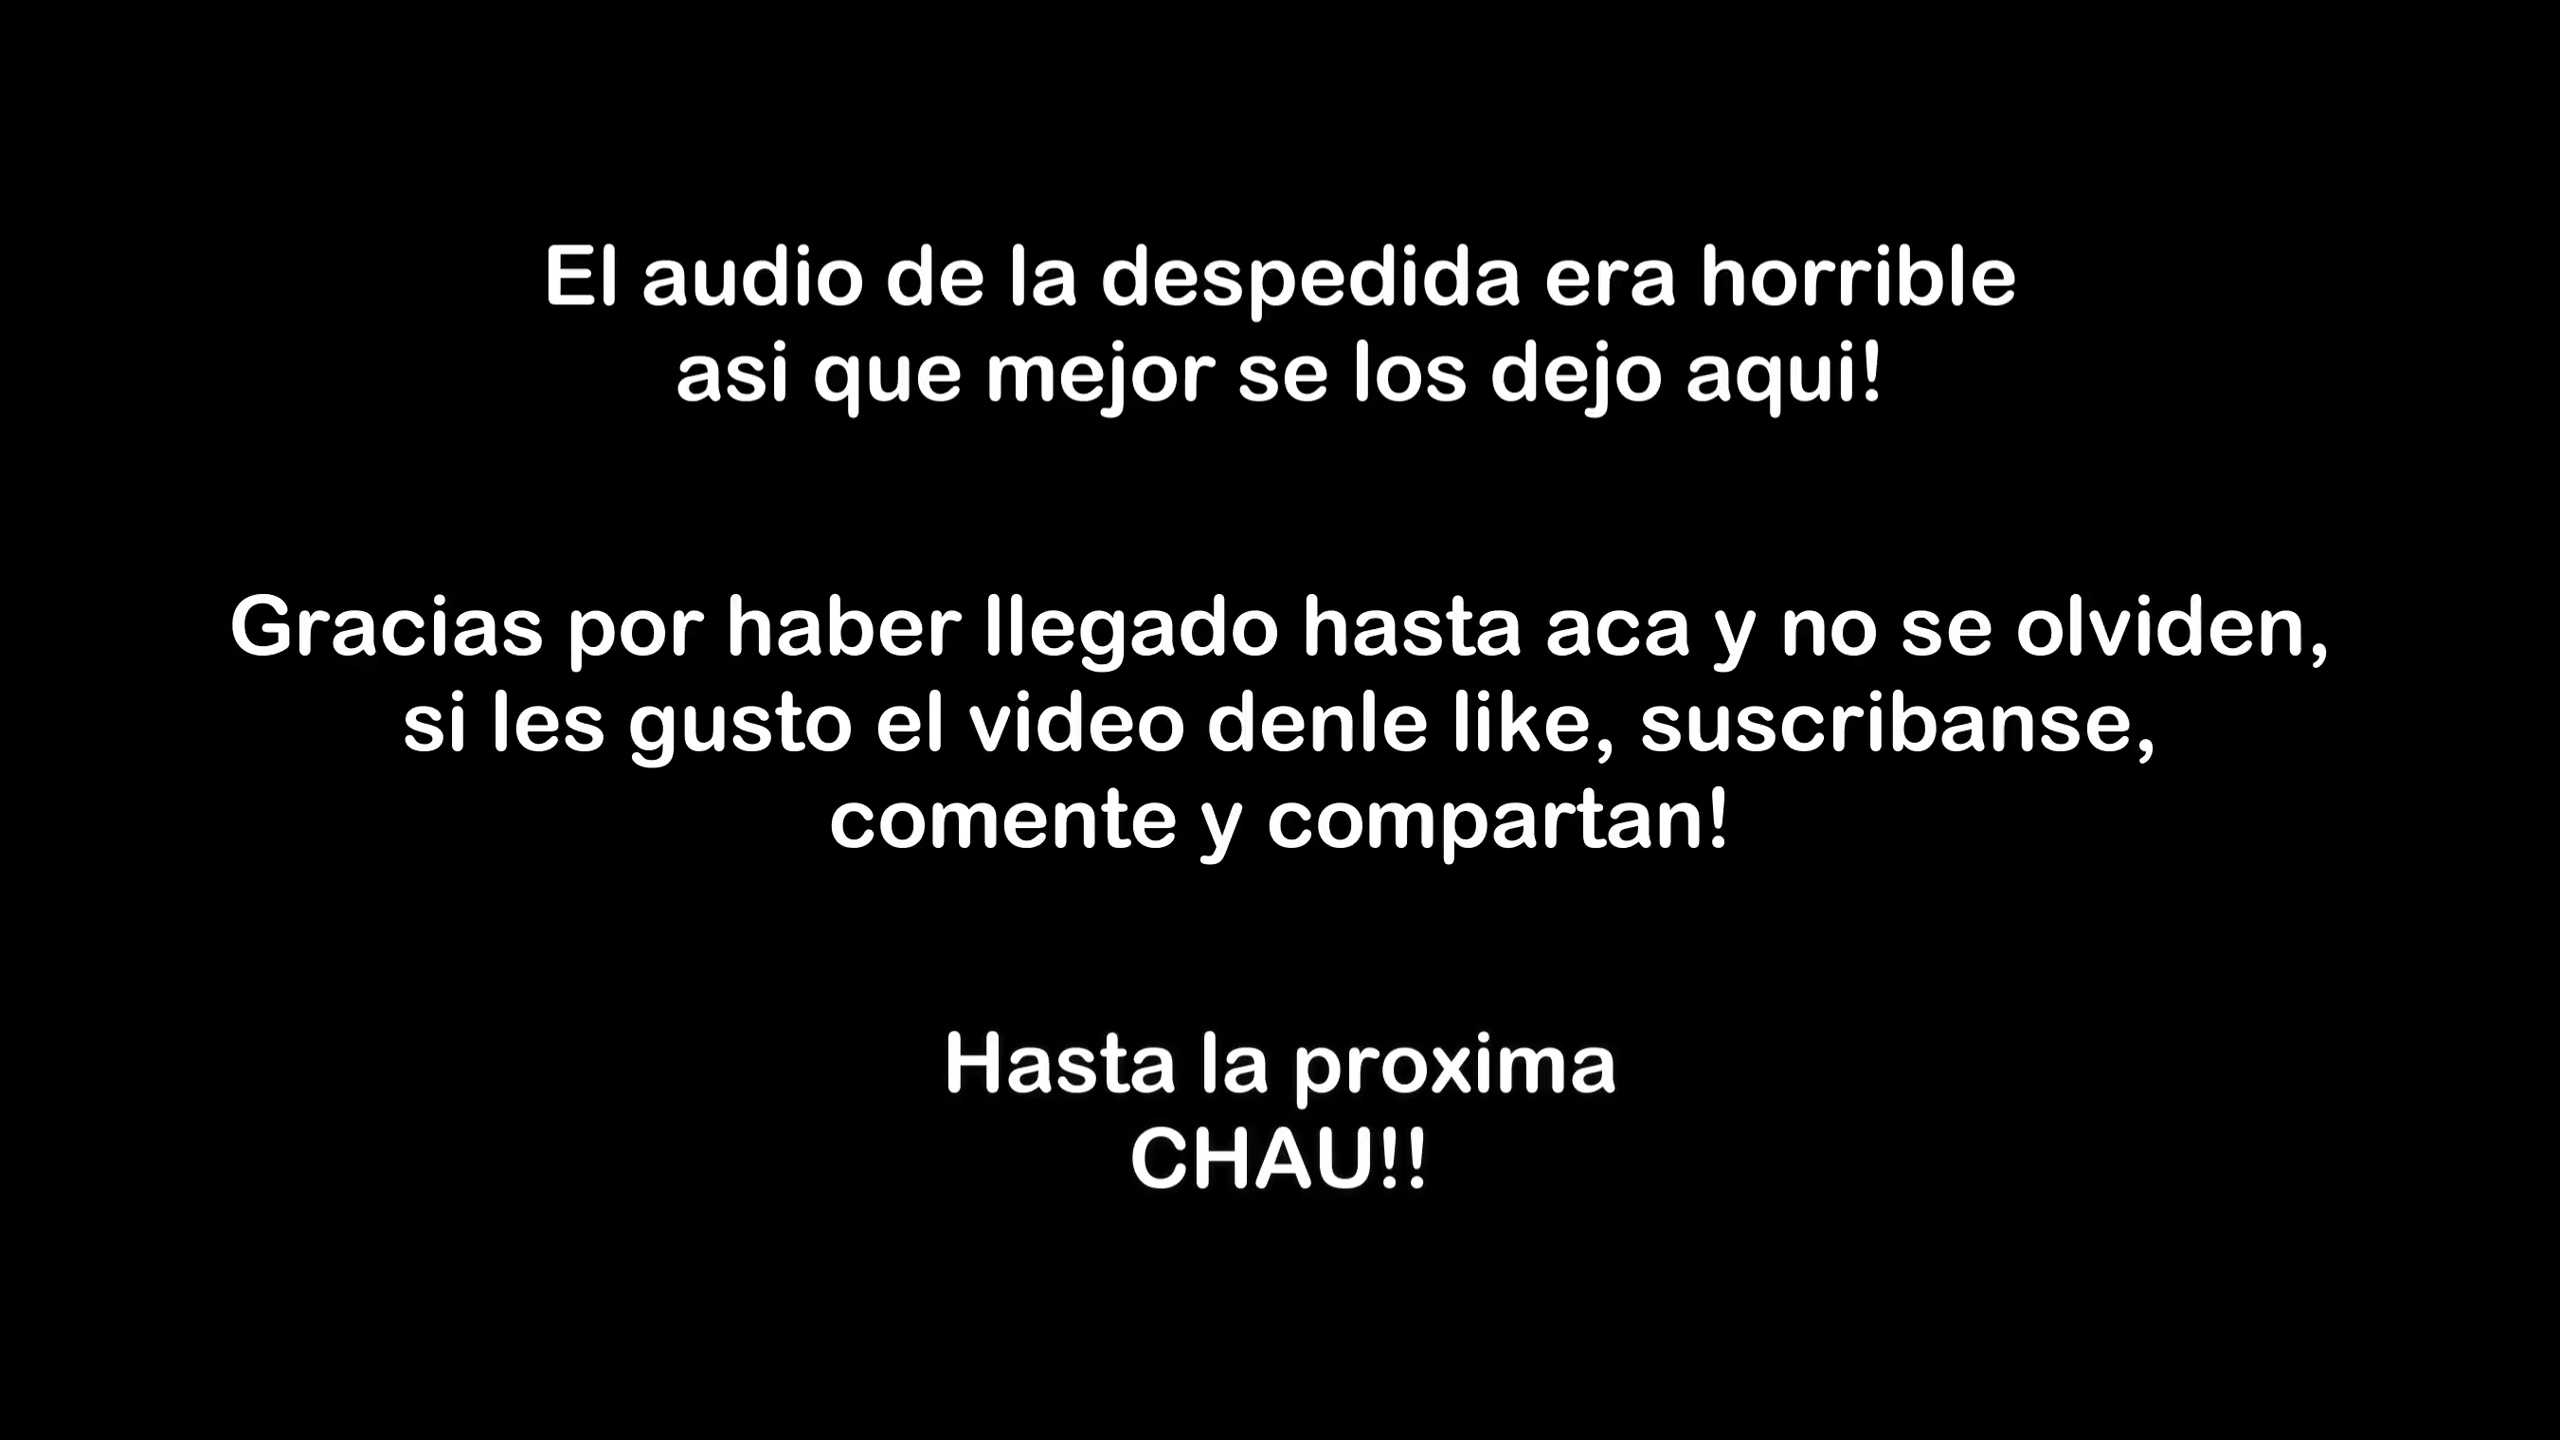 El audio de la despedida era horrible
asi que mejor se los dejo aqui!
Gracias por haber llegado hasta aca y no se olviden,
si les gusto el video denle like, suscribanse,
comente y compartan!
Hasta la proxima
CHAU!!